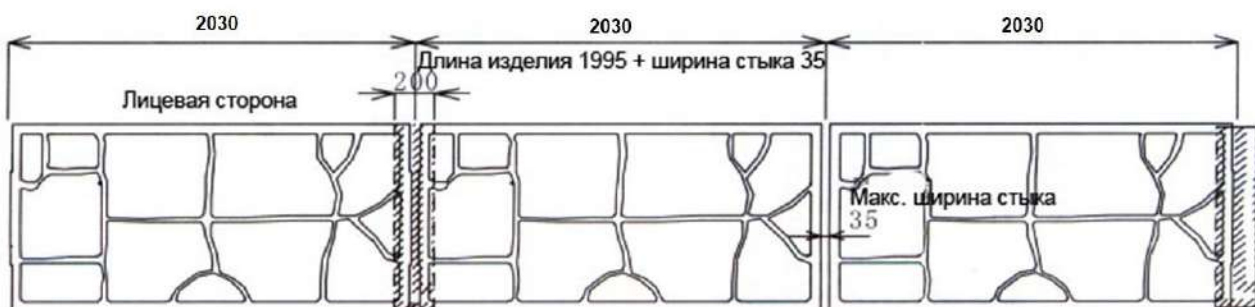 2030
2030
2030
Длина изделия 1995 + ширина стыка 35
200
Лицевая сторона
Макс. ширина стыка
35